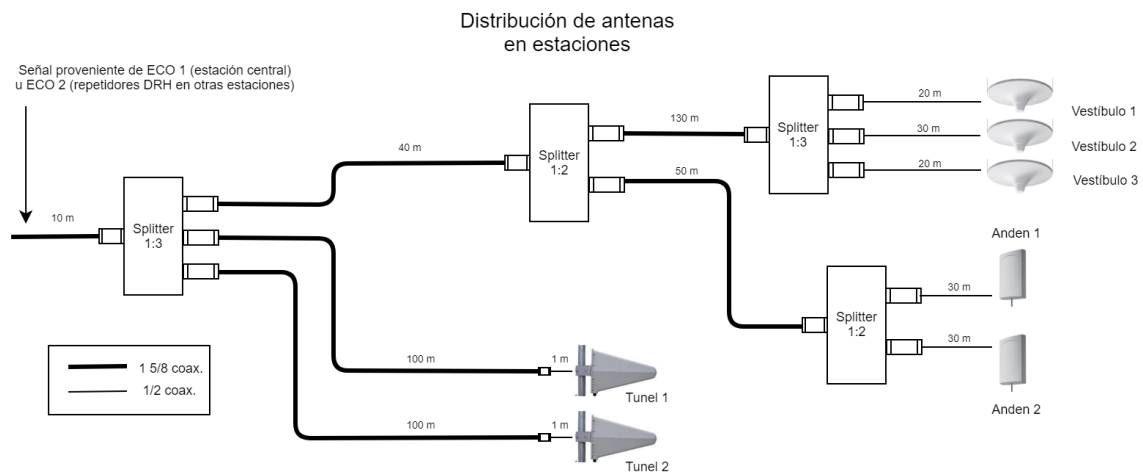 Distribución de antenas
en estaciones
Señal proveniente de ECO 1 (estación central)
u ECO 2 (repetidores DRH en otras estaciones)
10 m
Splitter
1:3
40 m
Splitter
1:2
130 m
50 m
Splitter
1:3
20 m
Vestíbulo 1
30 m
Vestíbulo 2
20 m
Vestíbulo 3
Anden 1
Splitter
1:2
30 m
30 m
Anden 2
100 m
1 m
Tunel 1
100 m
1 m
Tunel 2
1 5/8 coax.
1/2 coax.